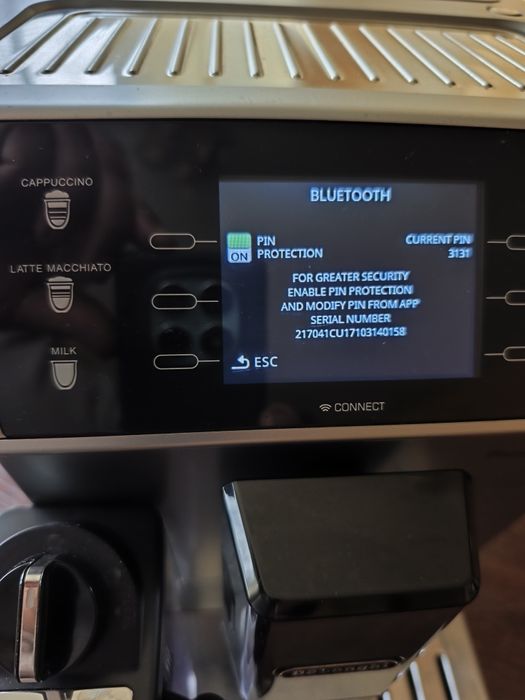 CAPPUCCINO
LATTE MACCHIATO
MILK
BLUETOOTH
ON
PIN
PROTECTION
CURRENT PIN
3131
FOR GREATER SECURITY
ENABLE PIN PROTECTION
AND MODIFY PIN FROM APP
SERIAL NUMBER
217041CU17103140158
ESC
CONNECT
DeLonghi